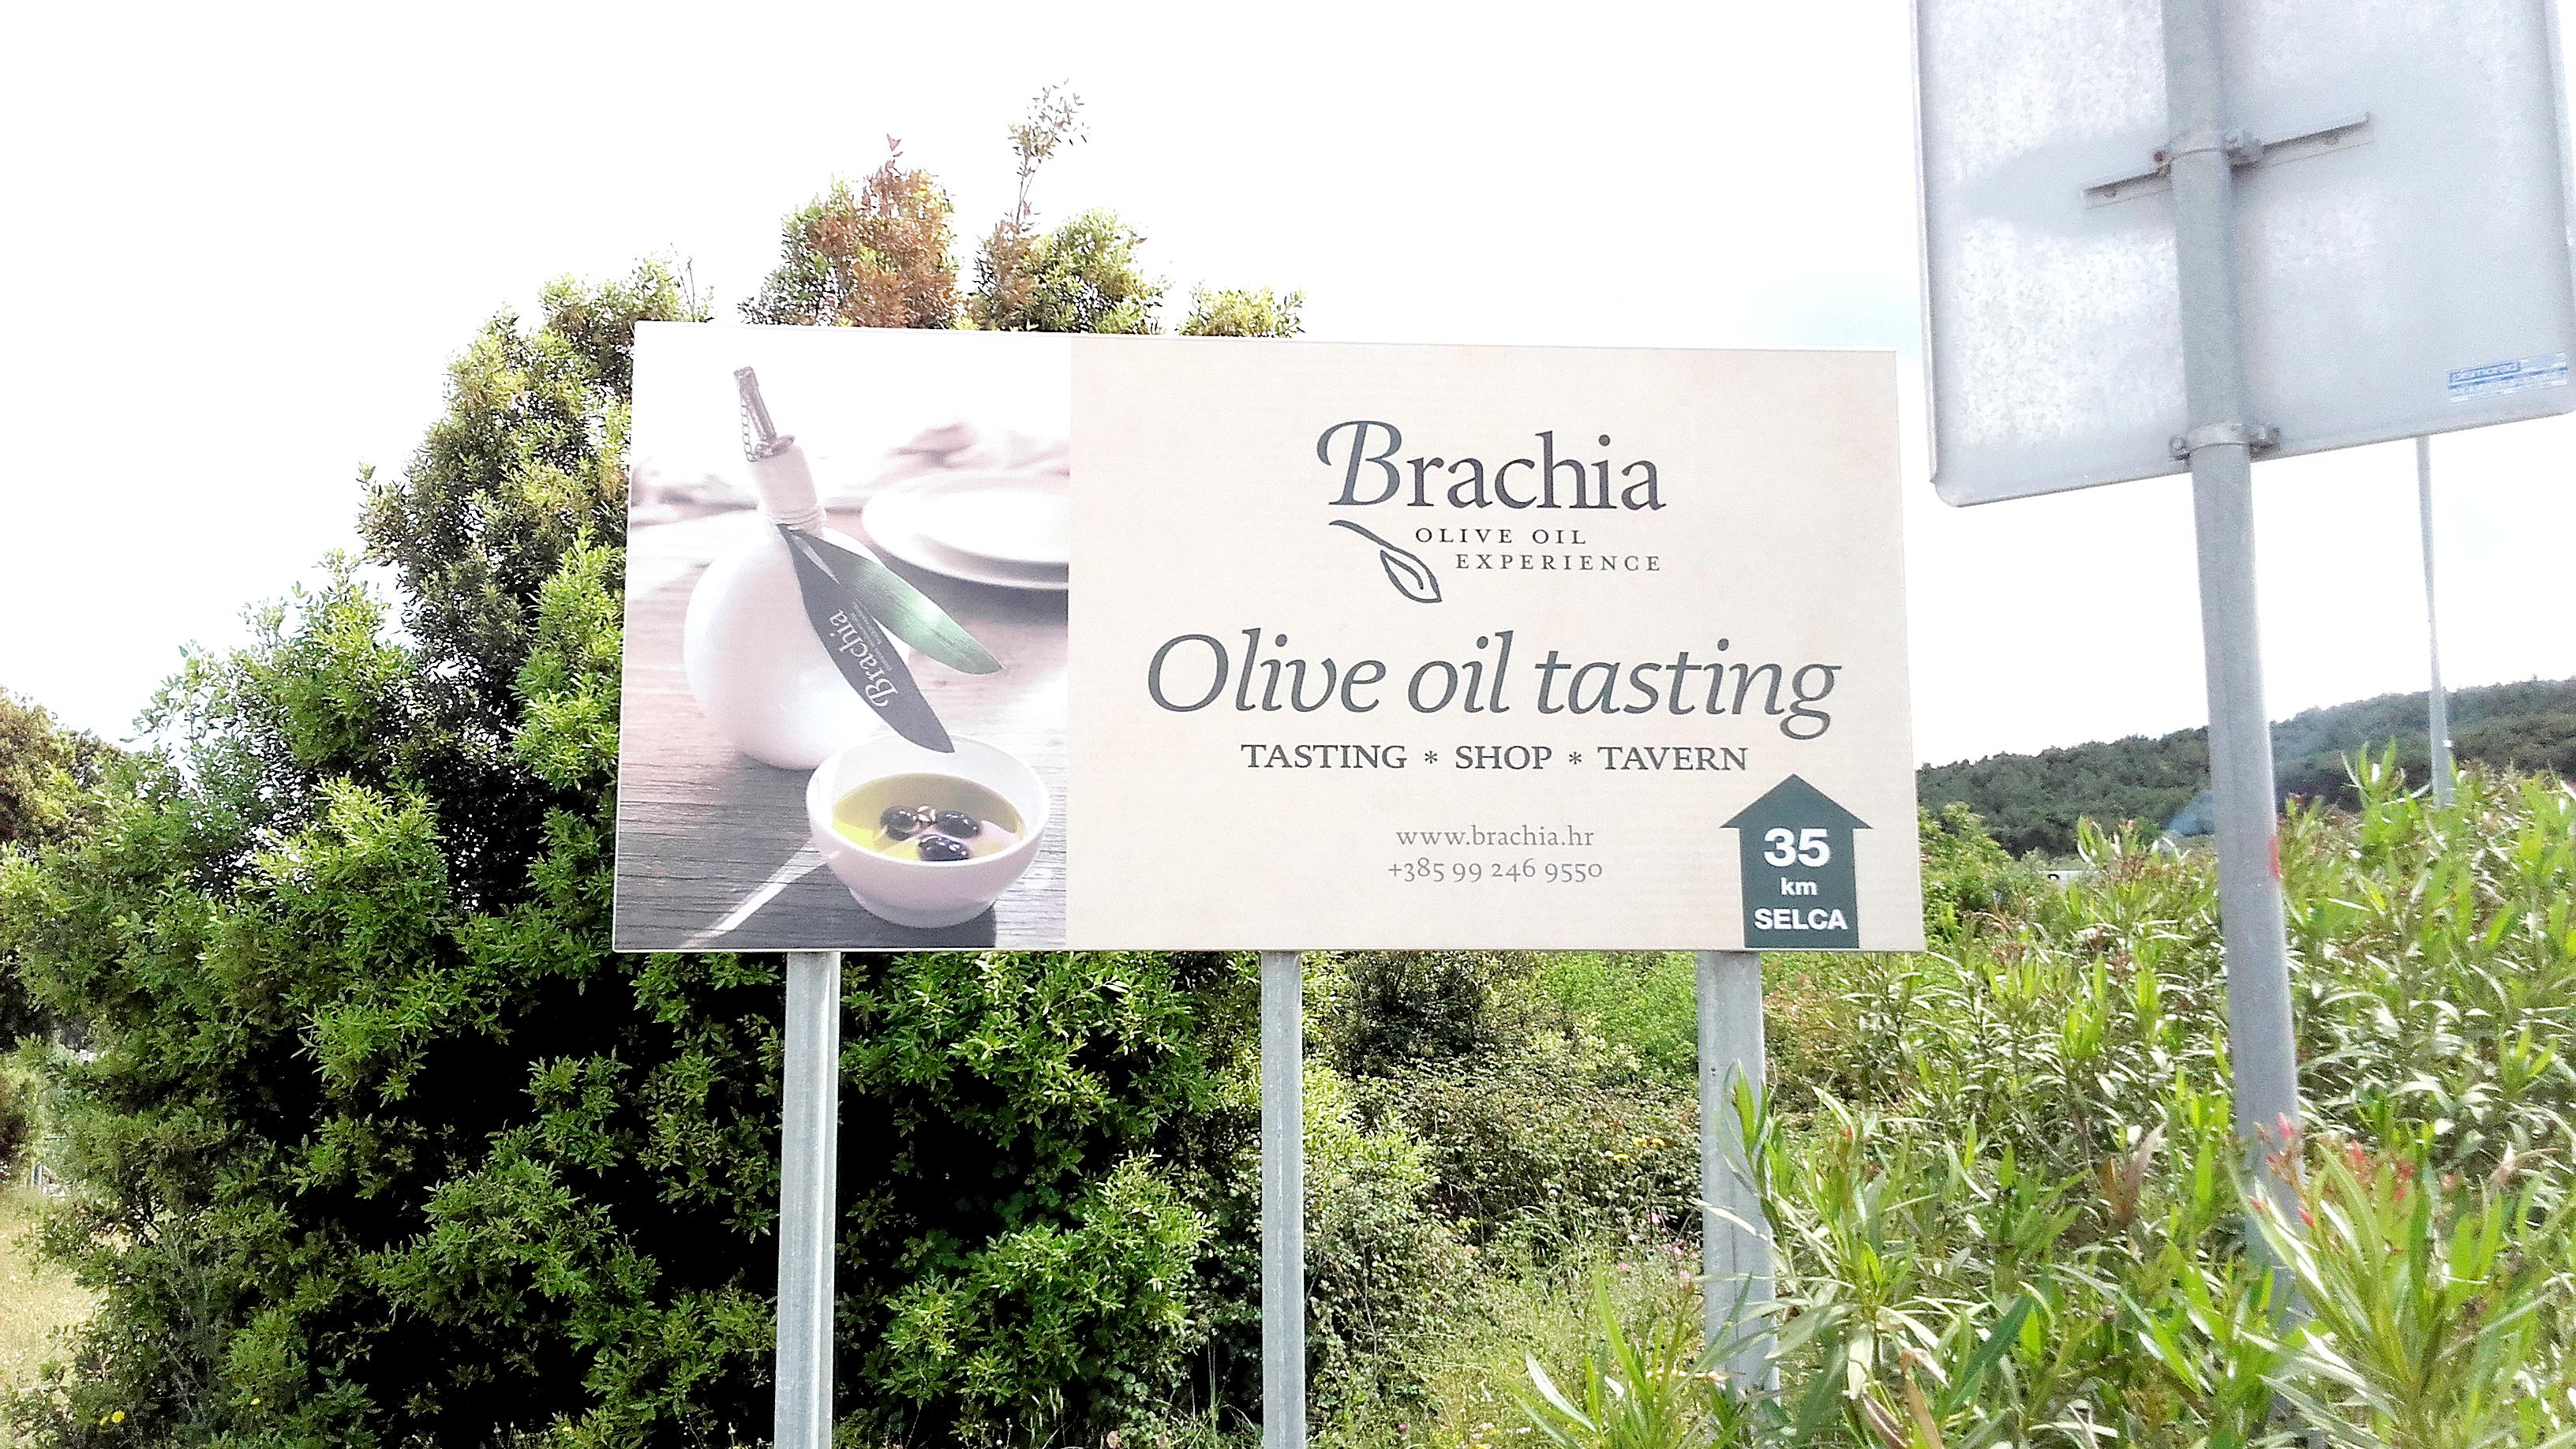 Brachia
OLIVE OIL
EXPERIENCE
Olive oil tasting
TASTING * SHOP * TAVERN
www.brachia.hr
+385 99 246 9550
35
km
SELCA
Brachia